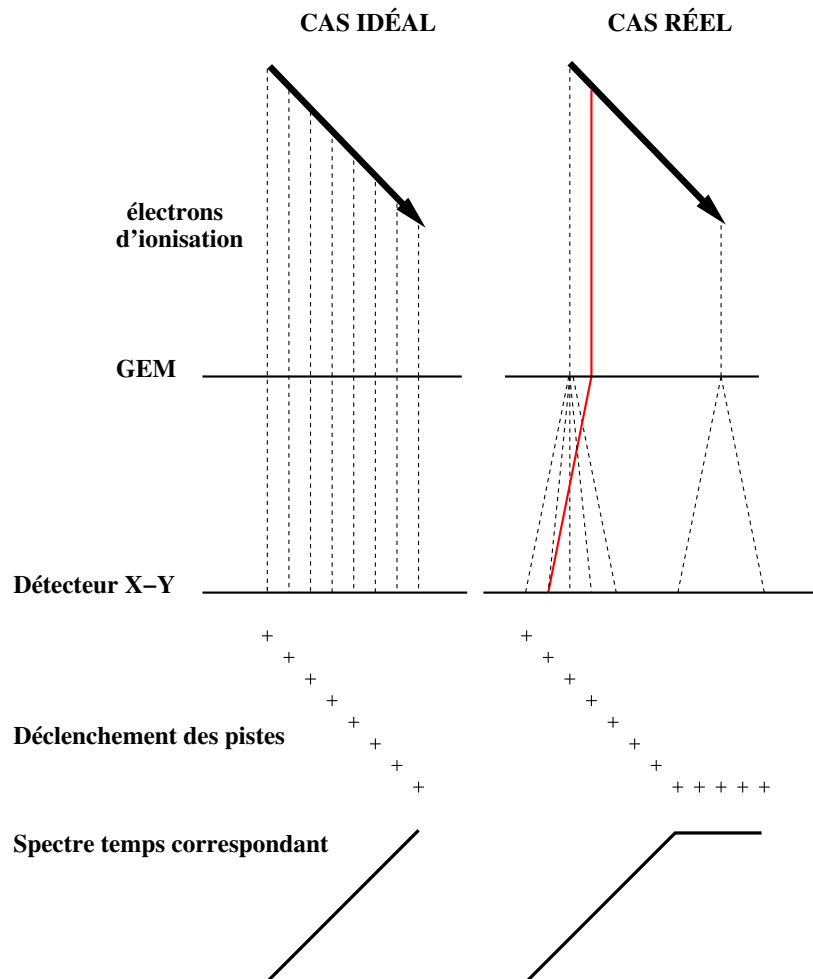 CAS IDÉAL
CAS RÉEL
électrons
d'ionisation
GEM
Détecteur X−Y
Déclenchement des pistes
Spectre temps correspondant